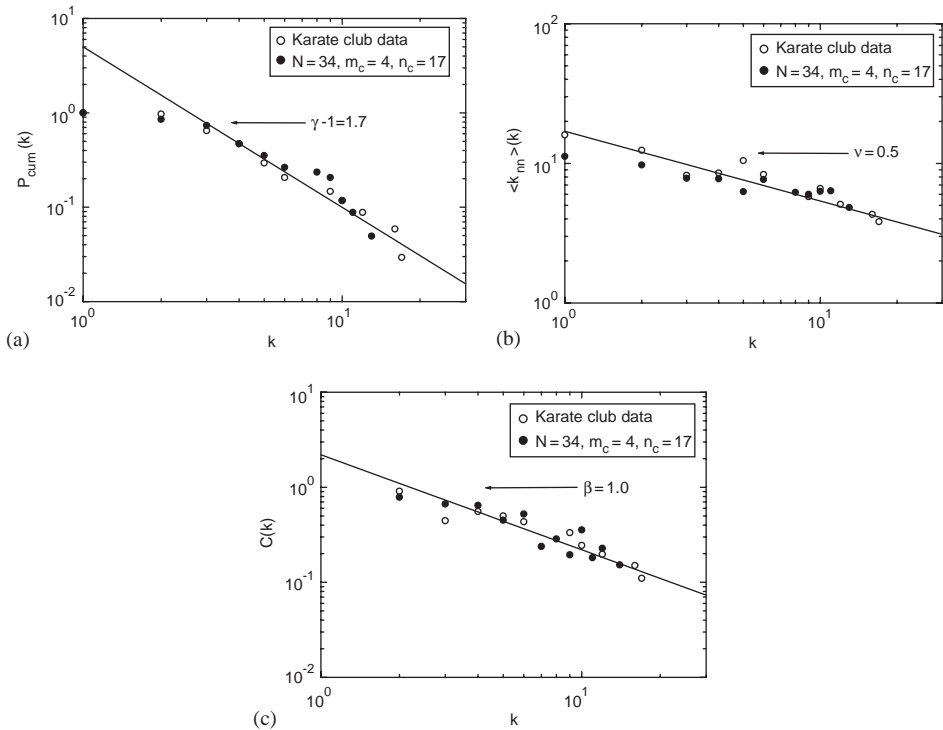 10^1
10^0
10^-1
10^-2
P_cum(k)
Karate club data
N = 34, m_c = 4, n_c = 17
γ-1=1.7
10^0
10^1
k
(a)
10^2
10^1
10^0
<k_nn>(k)
Karate club data
N = 34, m_c = 4, n_c = 17
ν=0.5
10^0
10^1
k
(b)
10^1
10^0
10^-1
10^-2
C(k)
Karate club data
N = 34, m_c = 4, n_c = 17
β=1.0
10^0
10^1
k
(c)